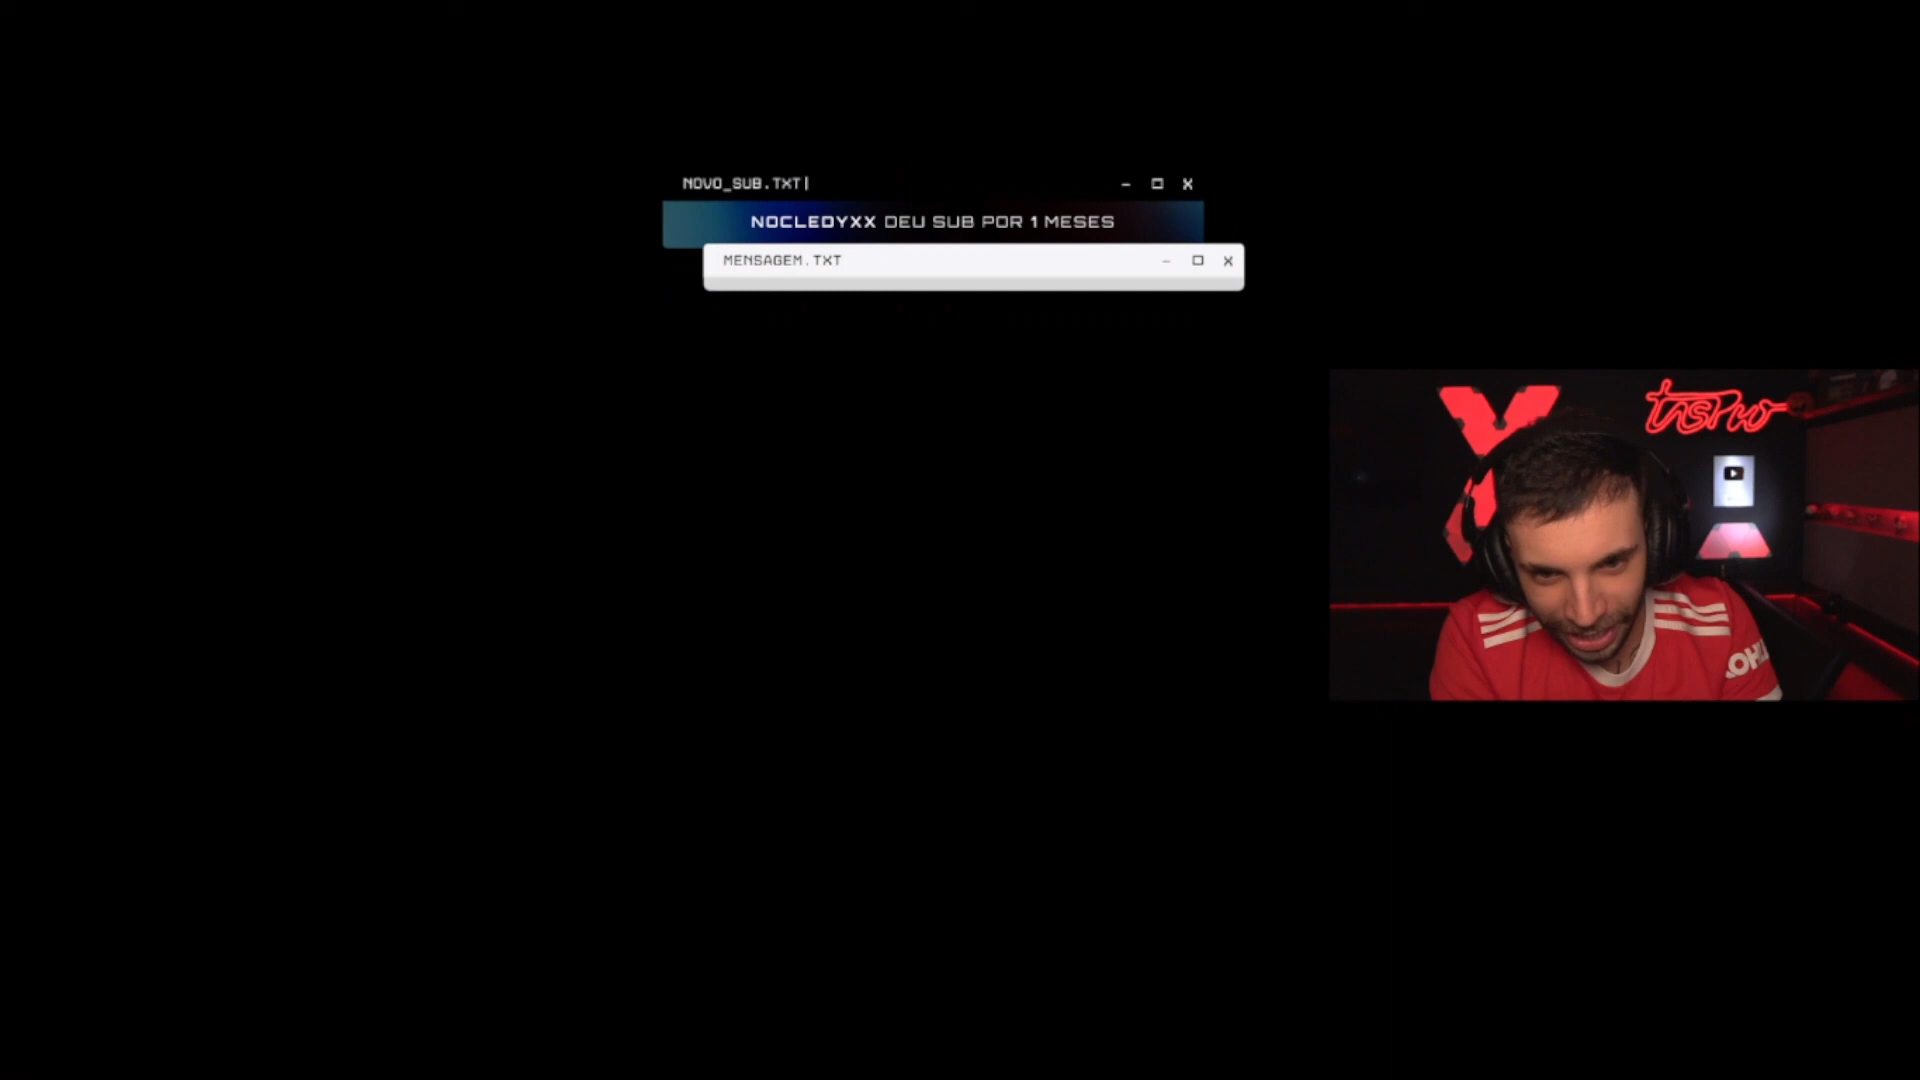 NOVO_SUB.TXT
NOCLEDYXX DEU SUB POR 1 MESES
MENSAGEM.TXT